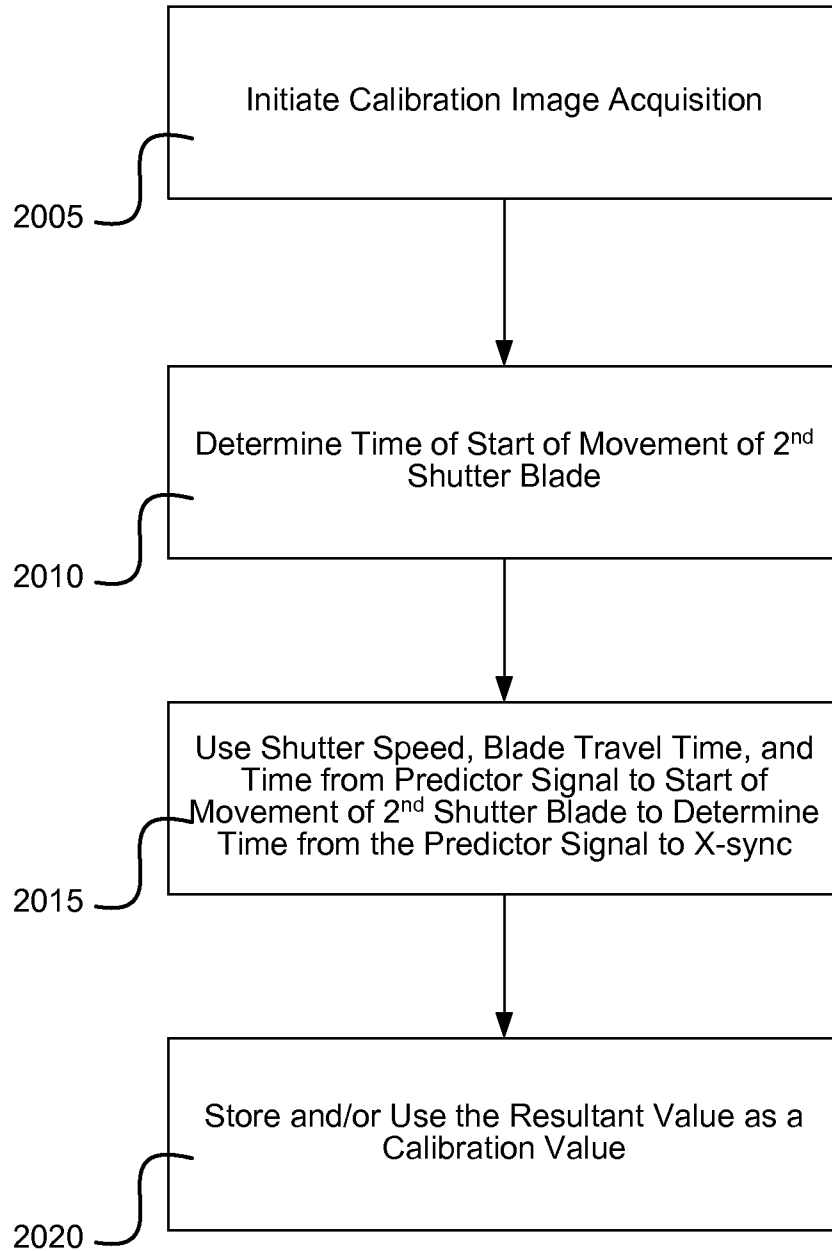 Initiate Calibration Image Acquisition
2005
Determine Time of Start of Movement of 2nd
Shutter Blade
2010
Use Shutter Speed, Blade Travel Time, and
Time from Predictor Signal to Start of
Movement of 2nd Shutter Blade to Determine
Time from the Predictor Signal to X-sync
2015
Store and/or Use the Resultant Value as a
Calibration Value
2020